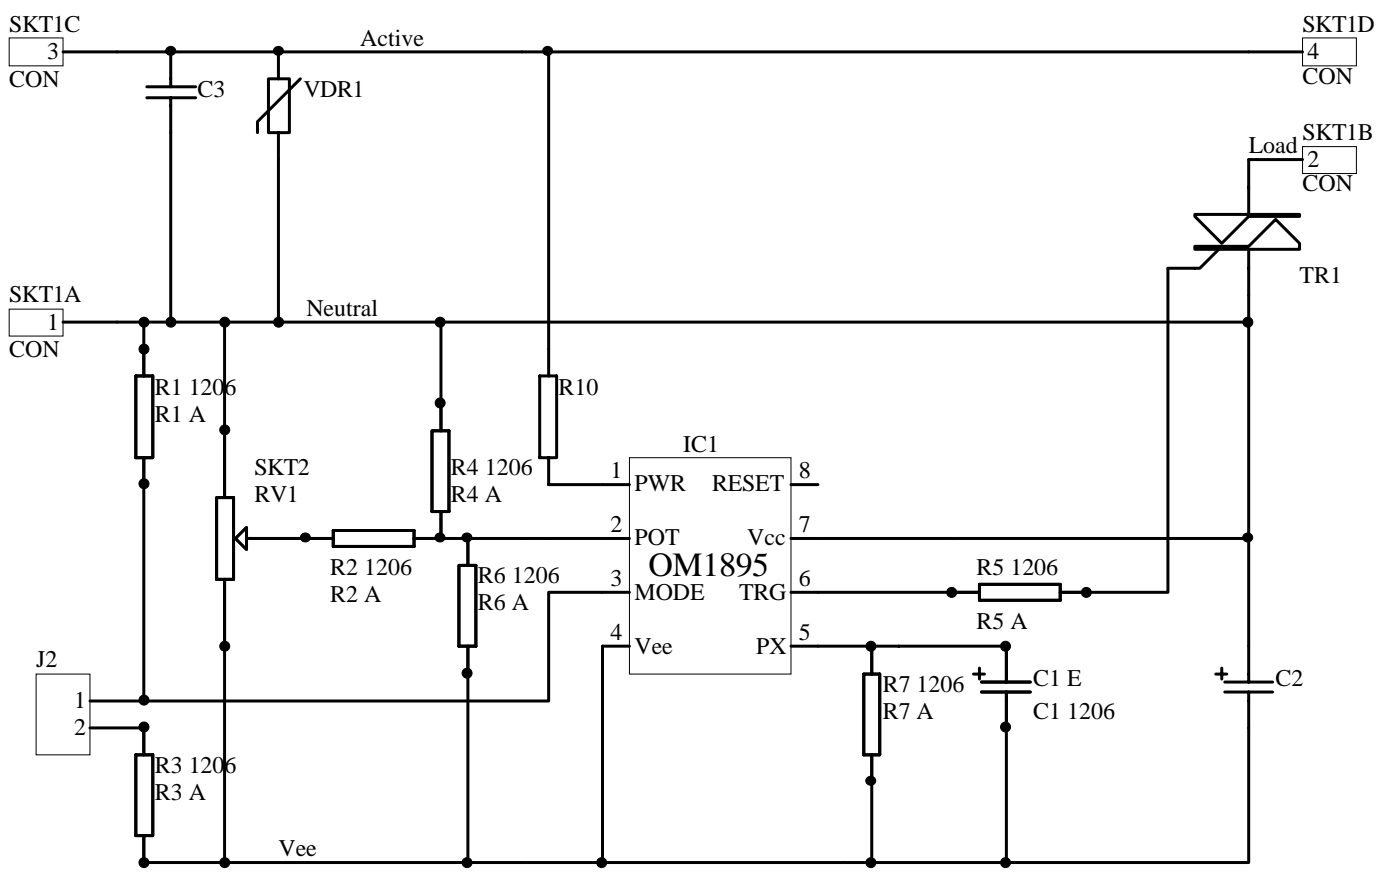 SKT1C
3
CON
Active
SKT1D
4
CON
C3
VDR1
SKT1B
Load
2
CON
TR1
SKT1A
1
CON
Neutral
R1 1206
R1 A
R10
IC1
SKT2
RV1
R4 1206
R4 A
1
PWR
RESET
8
2
POT
Vcc
7
OM1895
R2 1206
R2 A
R6 1206
R6 A
3
MODE
TRG
6
R5 1206
R5 A
4
Vee
PX
5
J2
1
2
R7 1206
R7 A
+
C1 E
C1 1206
+
C2
R3 1206
R3 A
Vee